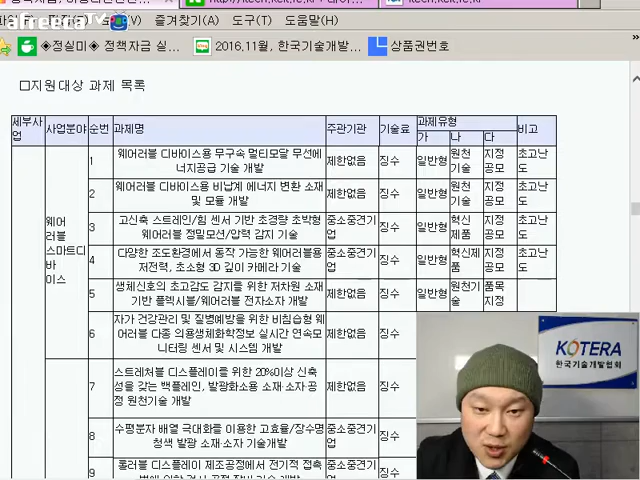 afreeca TV
즐겨찾기(A) 도구(T) 도움말(H)
◈정실미◈ 정책자금 실... 2016,11월, 한국기술개발... 상품권번호
□지원대상 과제 목록
세부사업 사업분야 순번 과제명 주관기관 기술료 과제유형 비고
가 나 다
웨어러블 스마트디바이스
1 웨어러블 디바이스용 무구속 멀티모달 무선에너지공급 기술 개발 제한없음 징수 일반형 원천기술 지정공모 초고난도
2 웨어러블 디바이스용 비납계 에너지 변환 소재 및 모듈 개발 제한없음 징수 일반형 원천기술 지정공모 초고난도
3 고신축 스트레인/힘 센서 기반 초경량 초박형 웨어러블 정밀모션/압력 감지 기술 중소중견기업 징수 일반형 혁신제품 지정공모 초고난도
4 다양한 조도환경에서 동작 가능한 웨어러블용 저전력, 초소형 3D 깊이 카메라 기술 중소중견기업 징수 일반형 혁신제품 지정공모 초고난도
5 생체신호의 초고감도 감지를 위한 저차원 소재 기반 플렉시블/웨어러블 전자소자 개발 제한없음 징수 일반형 원천기술 품목지정
6 자가 건강관리 및 질병예방을 위한 비침습형 웨어러블 다종 의용생체화학정보 실시간 연속모니터링 센서 및 시스템 개발 제한없음 징수
7 스트레처블 디스플레이를 위한 20%이상 신축성을 갖는 백플레인, 발광화소용 소재·소자·공정 원천기술 개발 제한없음 징수
8 수평분자 배열 극대화를 이용한 고효율/장수명 청색 발광 소재·소자 기술개발 중소중견기업 징수
9 롤러블 디스플레이 제조공정에서 전기적 접촉 중소중견기업 징수
KOTERA
한국기술개발협회